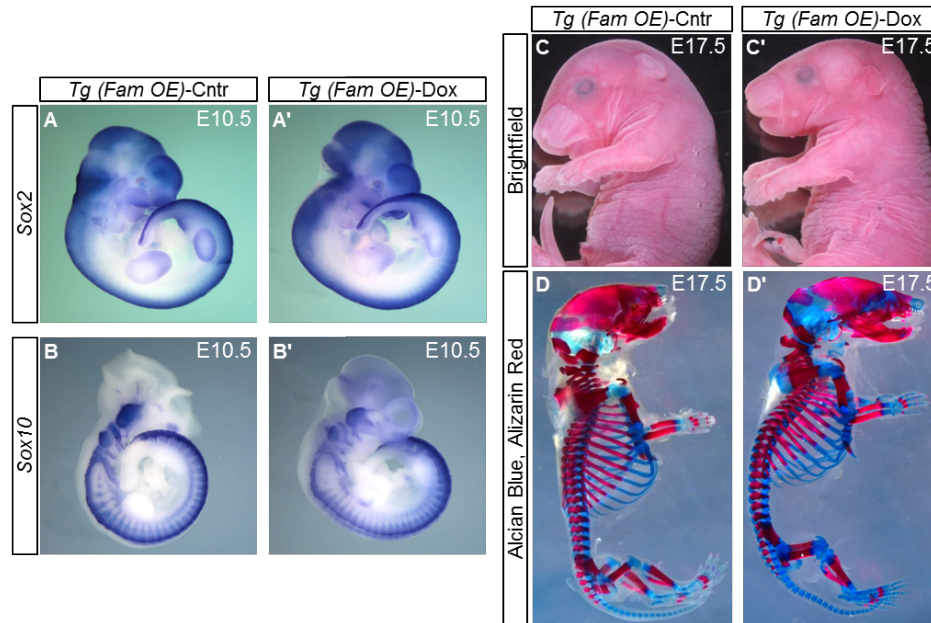 Tg (Fam OE)-Cntr
Tg (Fam OE)-Dox
Sox2
A
E10.5
A'
E10.5
Sox10
B
E10.5
B'
E10.5
Tg (Fam OE)-Cntr
Tg (Fam OE)-Dox
Brightfield
C
E17.5
C'
E17.5
Alcian Blue, Alizarin Red
D
E17.5
D'
E17.5